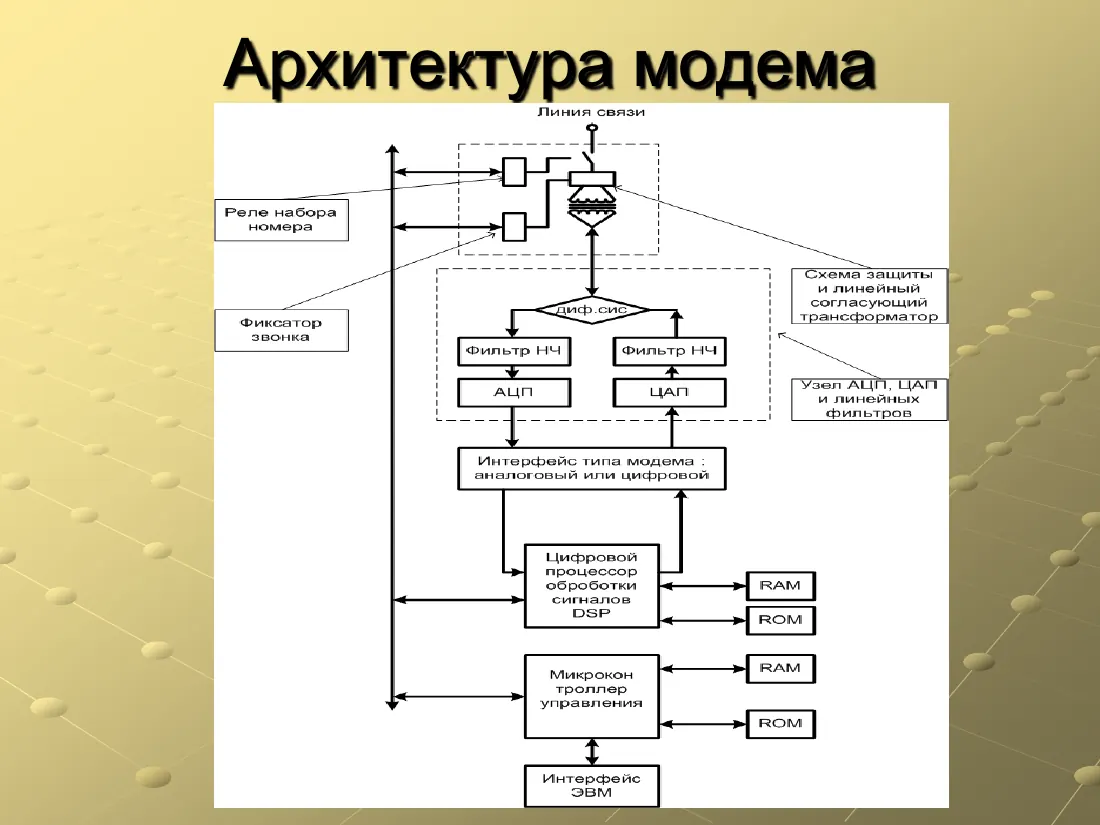 Архитектура модема
Линия связи
Реле набора
номера
Фиксатор
звонка
Схема защиты
и линейный
согласующий
трансформатор
диф.сис
Фильтр НЧ
Фильтр НЧ
АЦП
ЦАП
Узел АЦП, ЦАП
и линейных
фильтров
Интерфейс типа модема :
аналоговый или цифровой
Цифровой
процессор
обработки
сигналов
DSP
RAM
ROM
Микрокон
троллер
управления
RAM
ROM
Интерфейс
ЭВМ